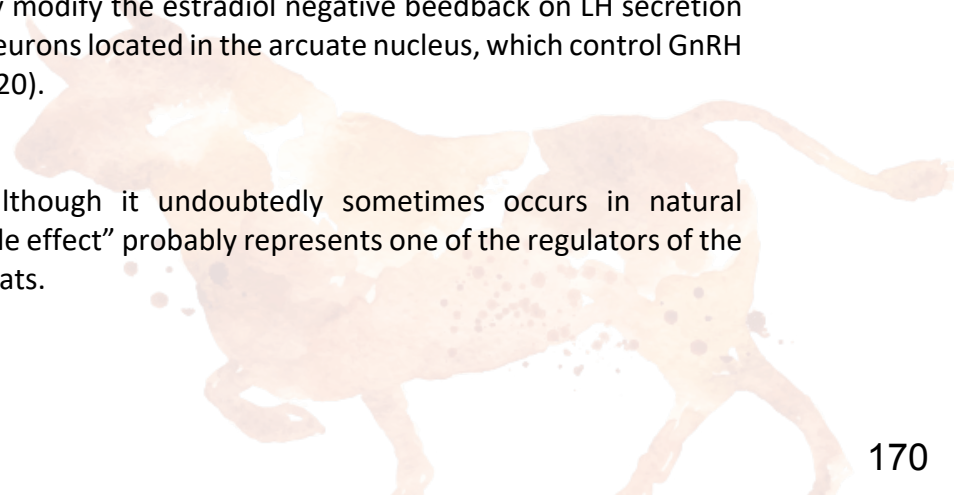 modify the estradiol negative beedback on LH secretion
eurons located in the arcuate nucleus, which control GnRH
20).
lthough it undoubtedly sometimes occurs in natural
le effect” probably represents one of the regulators of the
ats.
170